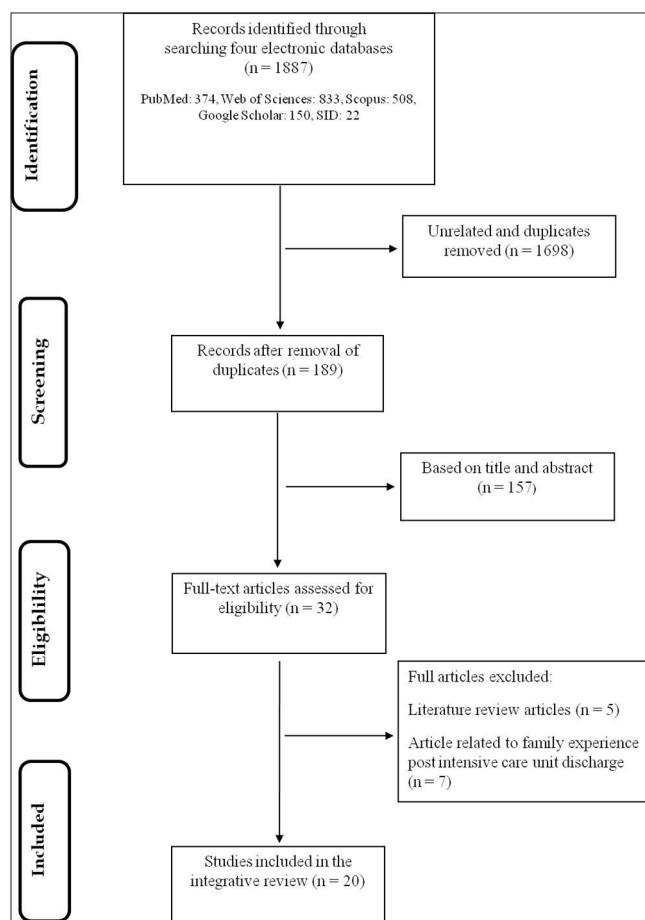 Identification
Records identified through
searching four electronic databases
(n = 1887)
PubMed: 374, Web of Sciences: 833, Scopus: 508,
Google Scholar: 150, SID: 22
Unrelated and duplicates
removed (n = 1698)
Screening
Records after removal of
duplicates (n = 189)
Based on title and abstract
(n = 157)
Eligiblility
Full-text articles assessed for
eligibility (n = 32)
Full articles excluded:
Literature review articles (n = 5)
Article related to family experience
post intensive care unit discharge
(n = 7)
Included
Studies included in the
integrative review (n = 20)